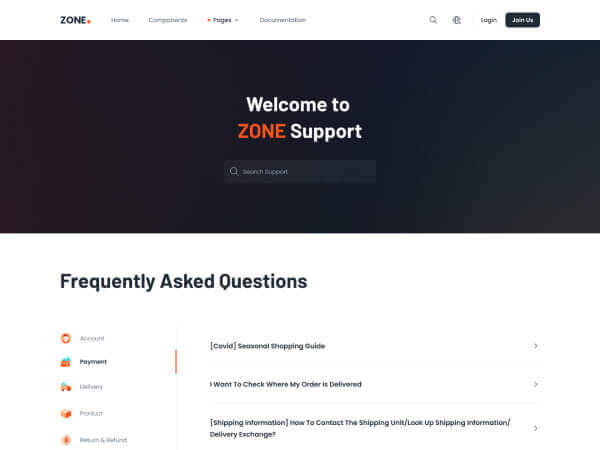 ZONE.
Home
Components
Pages
Documentation
Login
Join Us
Welcome to
ZONE Support
Search Support
Frequently Asked Questions
Account
Payment
Delivery
Product
Return & Refund
[Covid] Seasonal Shopping Guide
I Want To Check Where My Order Is Delivered
[Shipping Information] How To Contact The Shipping Unit/Look Up Shipping Information/
Delivery Exchange?